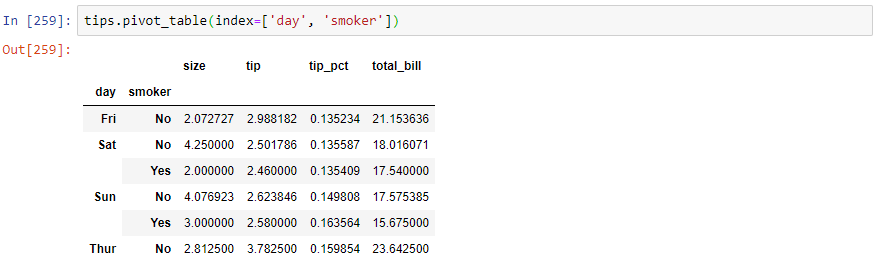 In [259]: tips.pivot_table(index=['day', 'smoker'])
Out[259]:
size tip tip_pct total_bill
day smoker
Fri No 2.072727 2.988182 0.135234 21.153636
Sat No 4.250000 2.501786 0.135587 18.016071
Yes 2.000000 2.460000 0.135409 17.540000
Sun No 4.076923 2.623846 0.149808 17.575385
Yes 3.000000 2.580000 0.163564 15.675000
Thur No 2.812500 3.782500 0.159854 23.642500